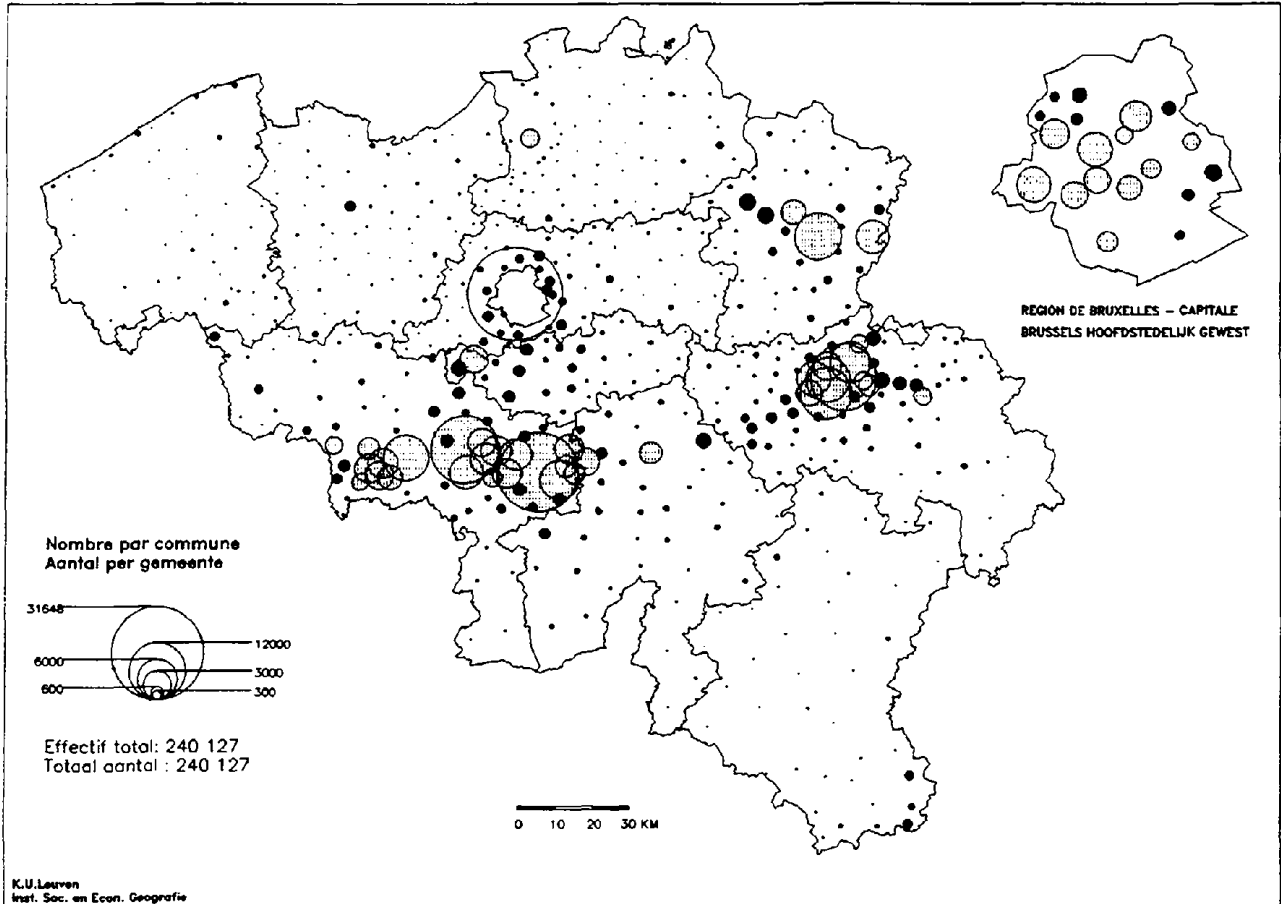 REGION DE BRUXELLES – CAPITALE
BRUSSELS HOOFDSTEDELIJK GEWEST
Nombre par commune
Aantal per gemeente
31648
12000
6000
3000
600
300
Effectif total: 240 127
Totaal aantal : 240 127
0 10 20 30 KM
K.U.Leuven
Inst. Soc. en Econ. Geografie